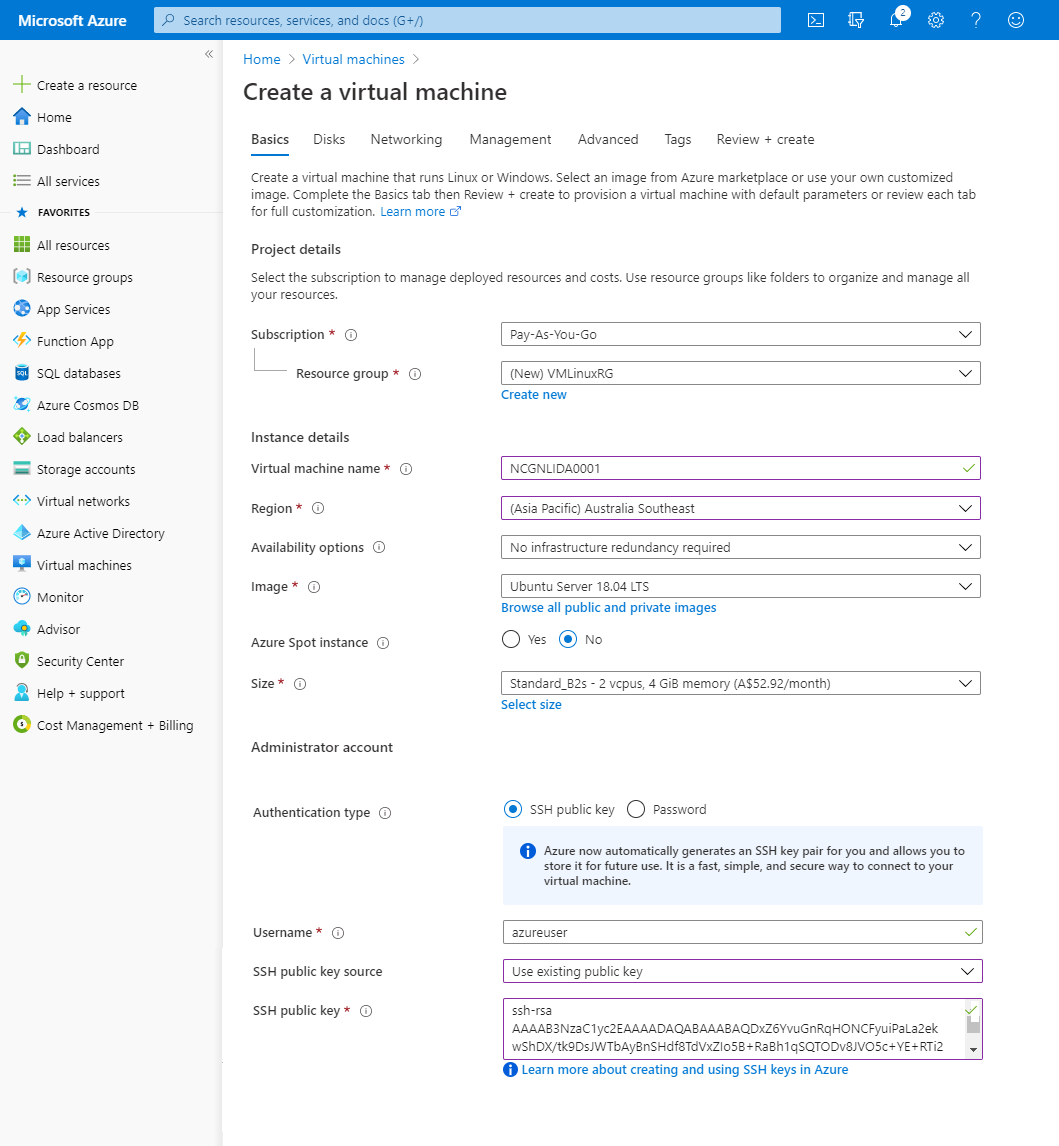 Microsoft Azure
Search resources, services, and docs (G+/)
2
Create a resource
Home
Dashboard
All services
FAVORITES
All resources
Resource groups
App Services
Function App
SQL databases
Azure Cosmos DB
Load balancers
Storage accounts
Virtual networks
Azure Active Directory
Virtual machines
Monitor
Advisor
Security Center
Help + support
Cost Management + Billing
Home > Virtual machines >
Create a virtual machine
Basics Disks Networking Management Advanced Tags Review + create
Create a virtual machine that runs Linux or Windows. Select an image from Azure marketplace or use your own customized
image. Complete the Basics tab then Review + create to provision a virtual machine with default parameters or review each tab
for full customization. Learn more
Project details
Select the subscription to manage deployed resources and costs. Use resource groups like folders to organize and manage all
your resources.
Subscription * Pay-As-You-Go
Resource group * (New) VMLinuxRG
Create new
Instance details
Virtual machine name * NCGNLIDA0001
Region * (Asia Pacific) Australia Southeast
Availability options No infrastructure redundancy required
Image * Ubuntu Server 18.04 LTS
Browse all public and private images
Azure Spot instance Yes No
Size * Standard_B2s - 2 vcpus, 4 GiB memory (A$52.92/month)
Select size
Administrator account
Authentication type SSH public key Password
Azure now automatically generates an SSH key pair for you and allows you to
store it for future use. It is a fast, simple, and secure way to connect to your
virtual machine.
Username * azureuser
SSH public key source Use existing public key
SSH public key * ssh-rsa
AAAAB3NzaC1yc2EAAAADAQABAAABAQDxZ6YvuGnRqHONCFyuiPaLa2ek
wShDX/tk9DsJWTbAyBnSHdf8TdVxZIo5B+RaBh1qSQTODv8JVO5c+YE+RTi2
Learn more about creating and using SSH keys in Azure